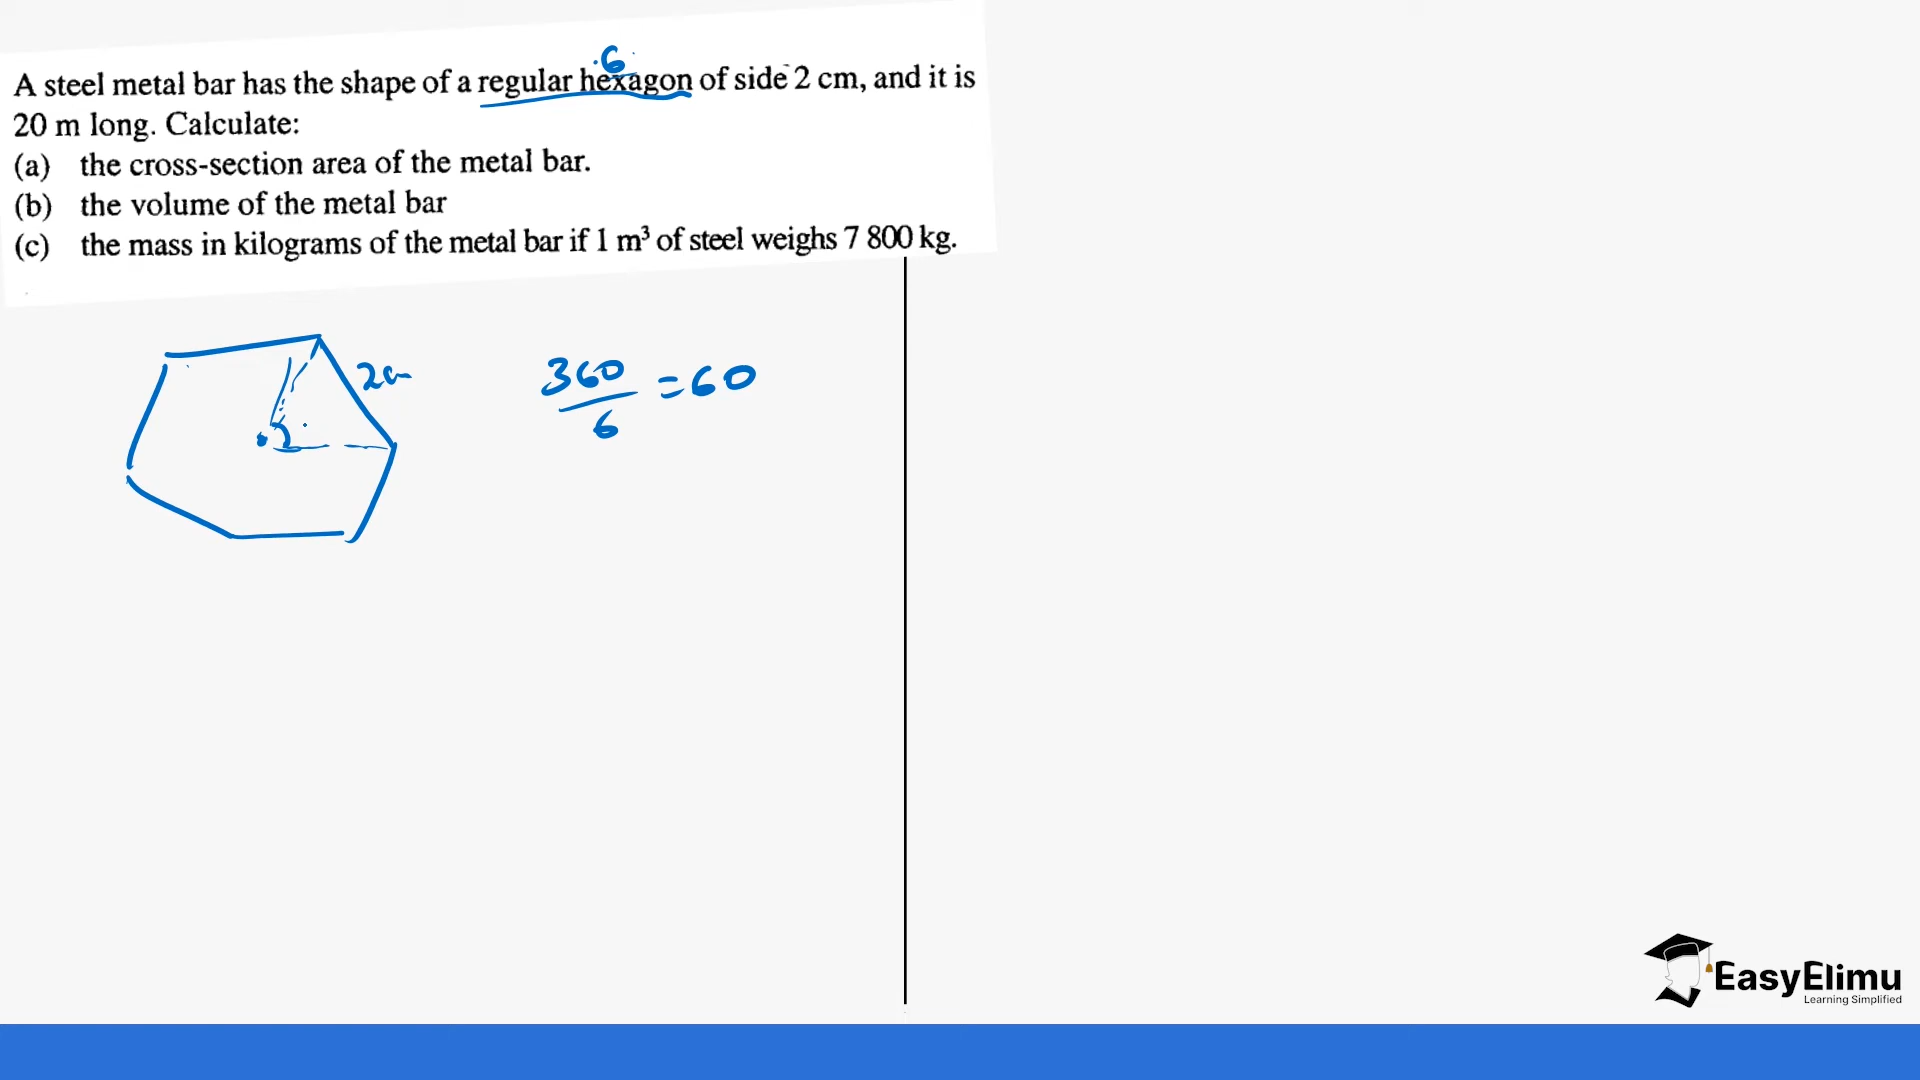 6
A steel metal bar has the shape of a regular hexagon of side 2 cm, and it is
20 m long. Calculate:
(a) the cross-section area of the metal bar.
(b) the volume of the metal bar
(c) the mass in kilograms of the metal bar if 1 m³ of steel weighs 7 800 kg.
2cm
360
6
=60
EasyElimu
Learning Simplified